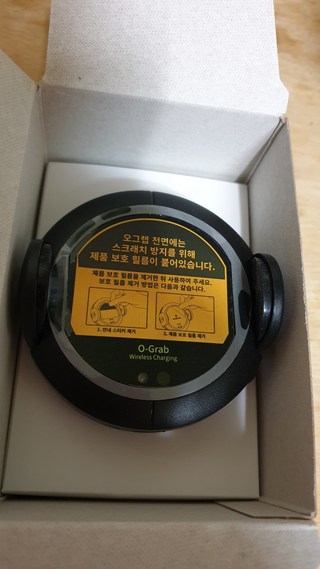 오그랩 전면에는
스크래치 방지를 위해
제품 보호 필름이 붙어있습니다.
제품 보호 필름을 제거한 뒤 사용하여 주세요.
보호 필름 제거 방법은 다음과 같습니다.
1. 안내 스티커 제거
2. 제품 보호 필름 제거
O-Grab
Wireless Charging